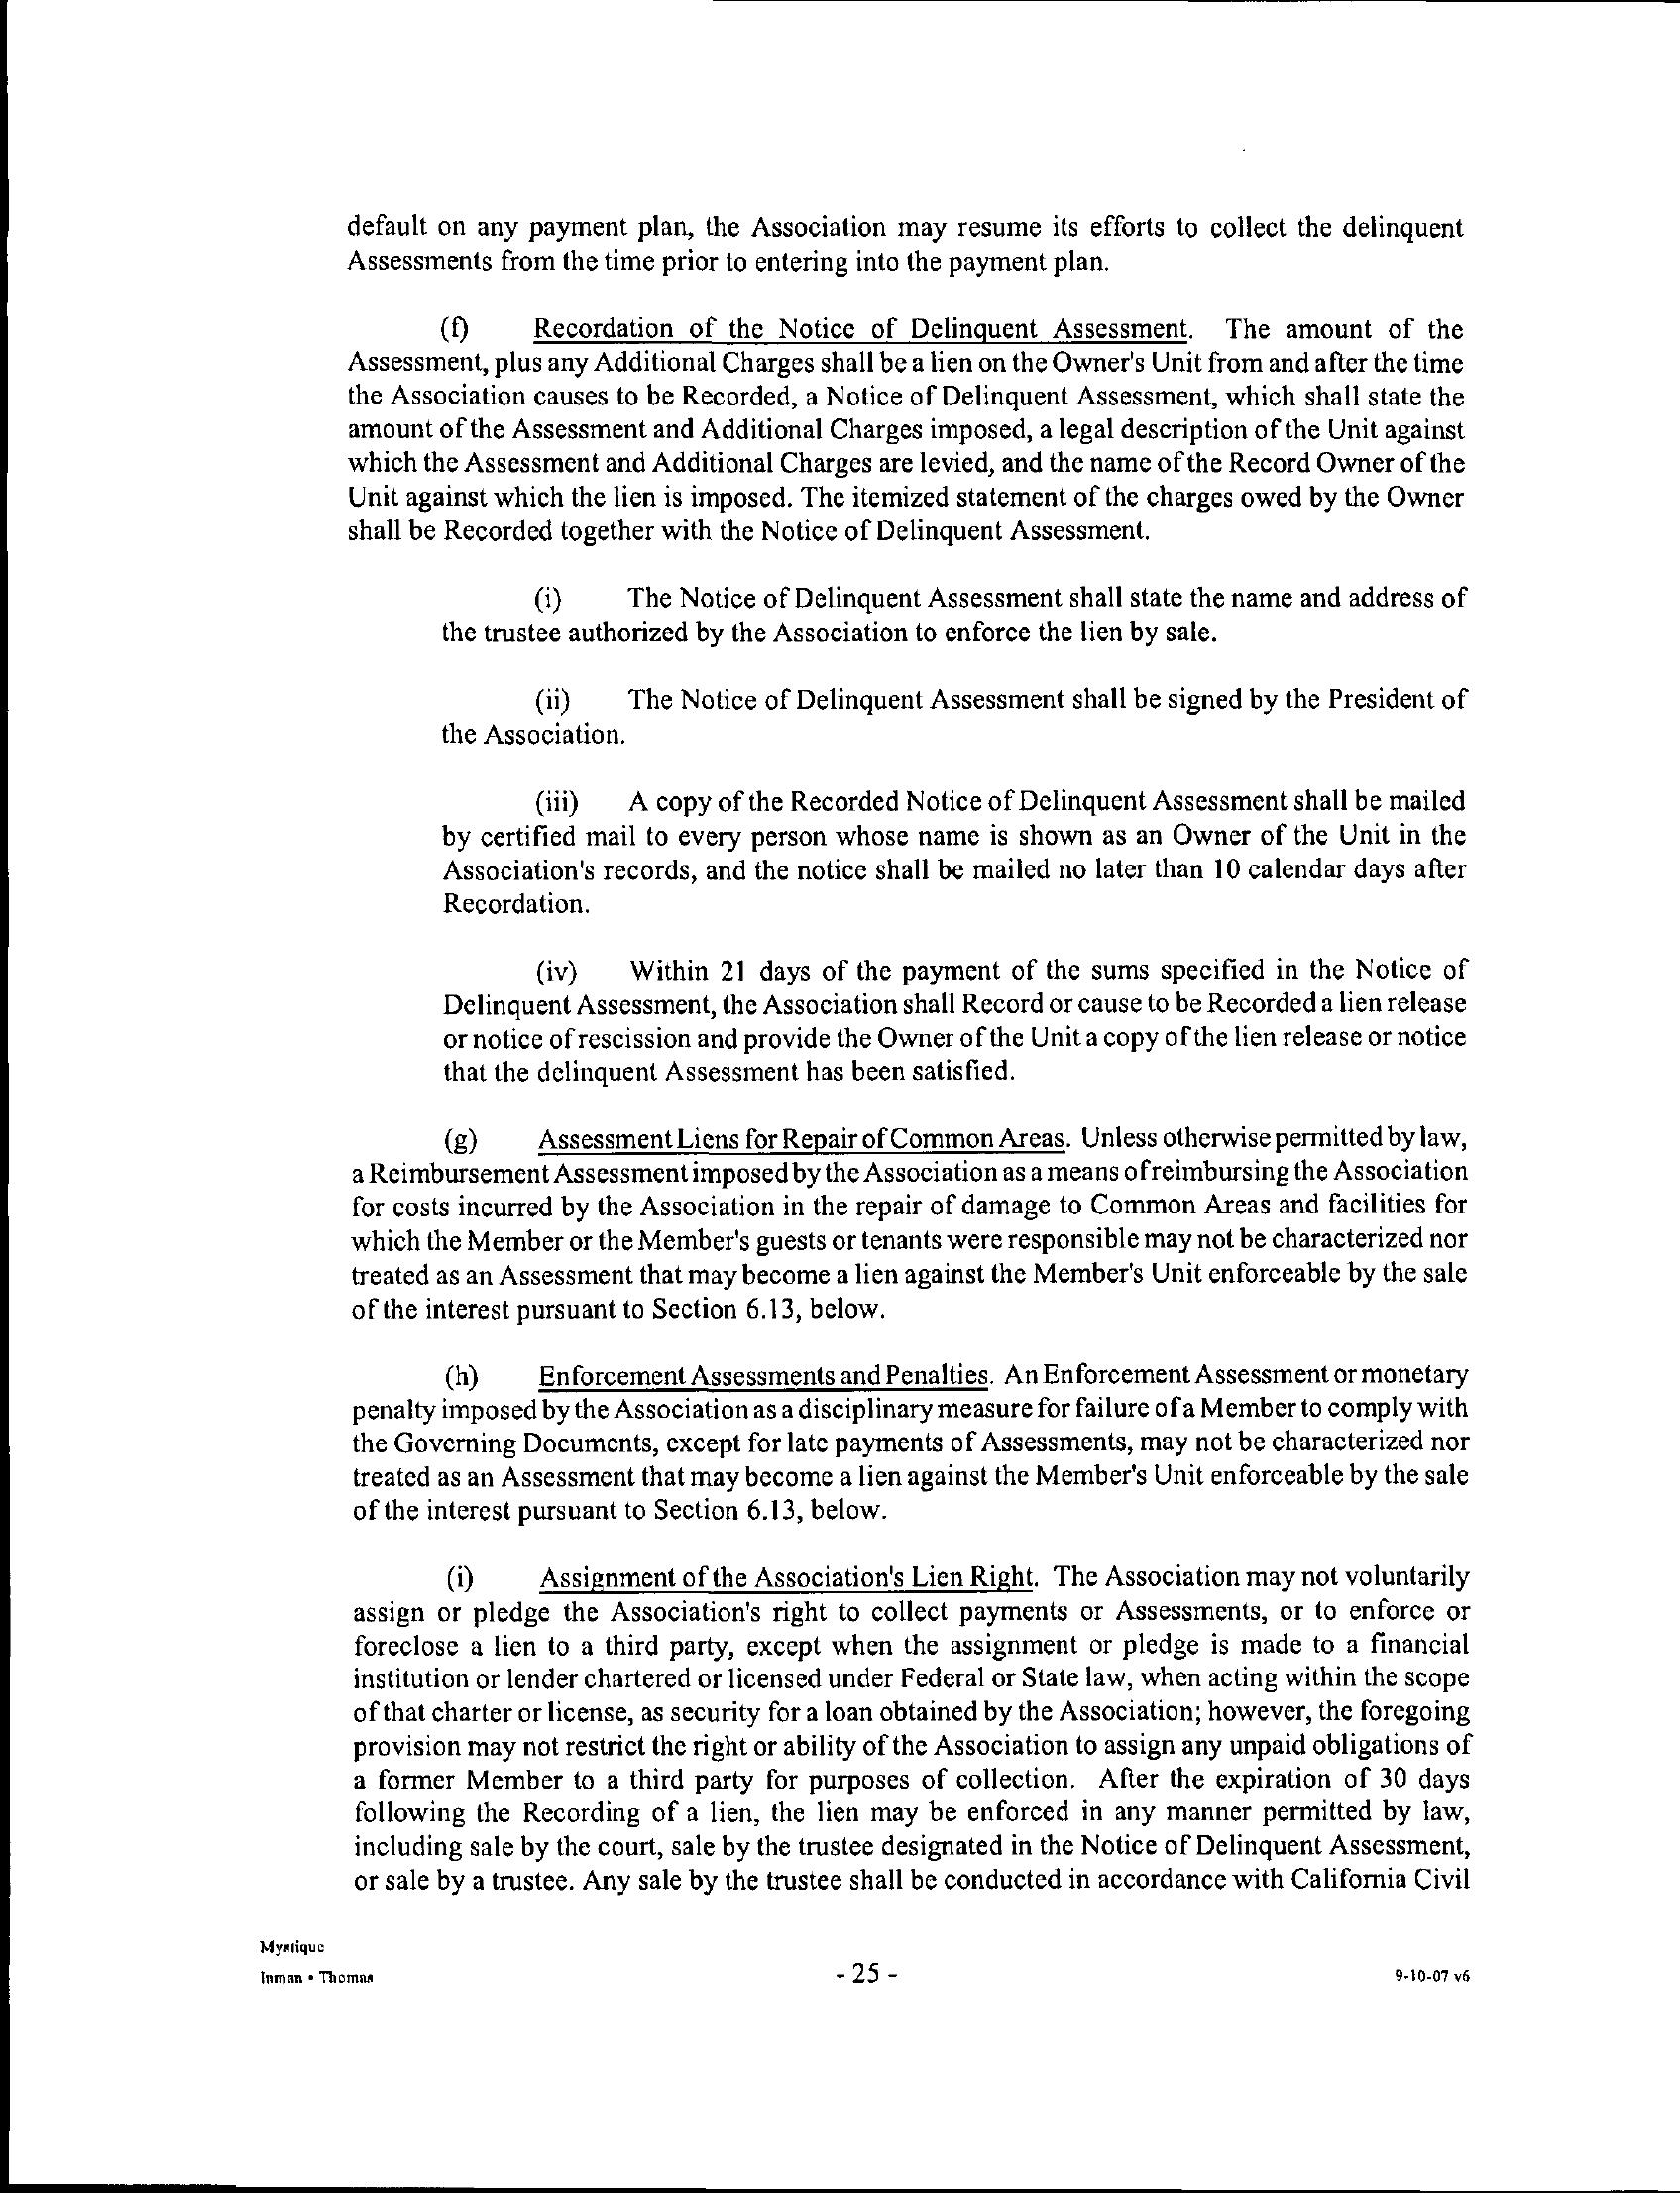 default on any payment plan, the Association may resume its efforts to collect the delinquent
Assessments from the time prior to entering into the payment plan.
(f) Recordation of the Notice of Delinquent Assessment. The amount of the
Assessment, plus any Additional Charges shall be a lien on the Owner's Unit from and after the time
the Association causes to be Recorded, a Notice of Delinquent Assessment, which shall state the
amount of the Assessment and Additional Charges imposed, a legal description of the Unit against
which the Assessment and Additional Charges are levied, and the name of the Record Owner of the
Unit against which the lien is imposed. The itemized statement of the charges owed by the Owner
shall be Recorded together with the Notice of Delinquent Assessment.
(i) The Notice of Delinquent Assessment shall state the name and address of
the trustee authorized by the Association to enforce the lien by sale.
(ii) The Notice of Delinquent Assessment shall be signed by the President of
the Association.
(iii) A copy of the Recorded Notice of Delinquent Assessment shall be mailed
by certified mail to every person whose name is shown as an Owner of the Unit in the
Association's records, and the notice shall be mailed no later than 10 calendar days after
Recordation.
(iv) Within 21 days of the payment of the sums specified in the Notice of
Delinquent Assessment, the Association shall Record or cause to be Recorded a lien release
or notice of rescission and provide the Owner of the Unit a copy of the lien release or notice
that the delinquent Assessment has been satisfied.
(g) Assessment Liens for Repair of Common Areas. Unless otherwise permitted by law,
a Reimbursement Assessment imposed by the Association as a means of reimbursing the Association
for costs incurred by the Association in the repair of damage to Common Areas and facilities for
which the Member or the Member's guests or tenants were responsible may not be characterized nor
treated as an Assessment that may become a lien against the Member's Unit enforceable by the sale
of the interest pursuant to Section 6.13, below.
(h) Enforcement Assessments and Penalties. An Enforcement Assessment or monetary
penalty imposed by the Association as a disciplinary measure for failure of a Member to comply with
the Governing Documents, except for late payments of Assessments, may not be characterized nor
treated as an Assessment that may become a lien against the Member's Unit enforceable by the sale
of the interest pursuant to Section 6.13, below.
(i) Assignment of the Association's Lien Right. The Association may not voluntarily
assign or pledge the Association's right to collect payments or Assessments, or to enforce or
foreclose a lien to a third party, except when the assignment or pledge is made to a financial
institution or lender chartered or licensed under Federal or State law, when acting within the scope
of that charter or license, as security for a loan obtained by the Association; however, the foregoing
provision may not restrict the right or ability of the Association to assign any unpaid obligations of
a former Member to a third party for purposes of collection. After the expiration of 30 days
following the Recording of a lien, the lien may be enforced in any manner permitted by law,
including sale by the court, sale by the trustee designated in the Notice of Delinquent Assessment,
or sale by a trustee. Any sale by the trustee shall be conducted in accordance with California Civil
Mystique
Inman • Thomas
- 25 -
9-10-07 v6